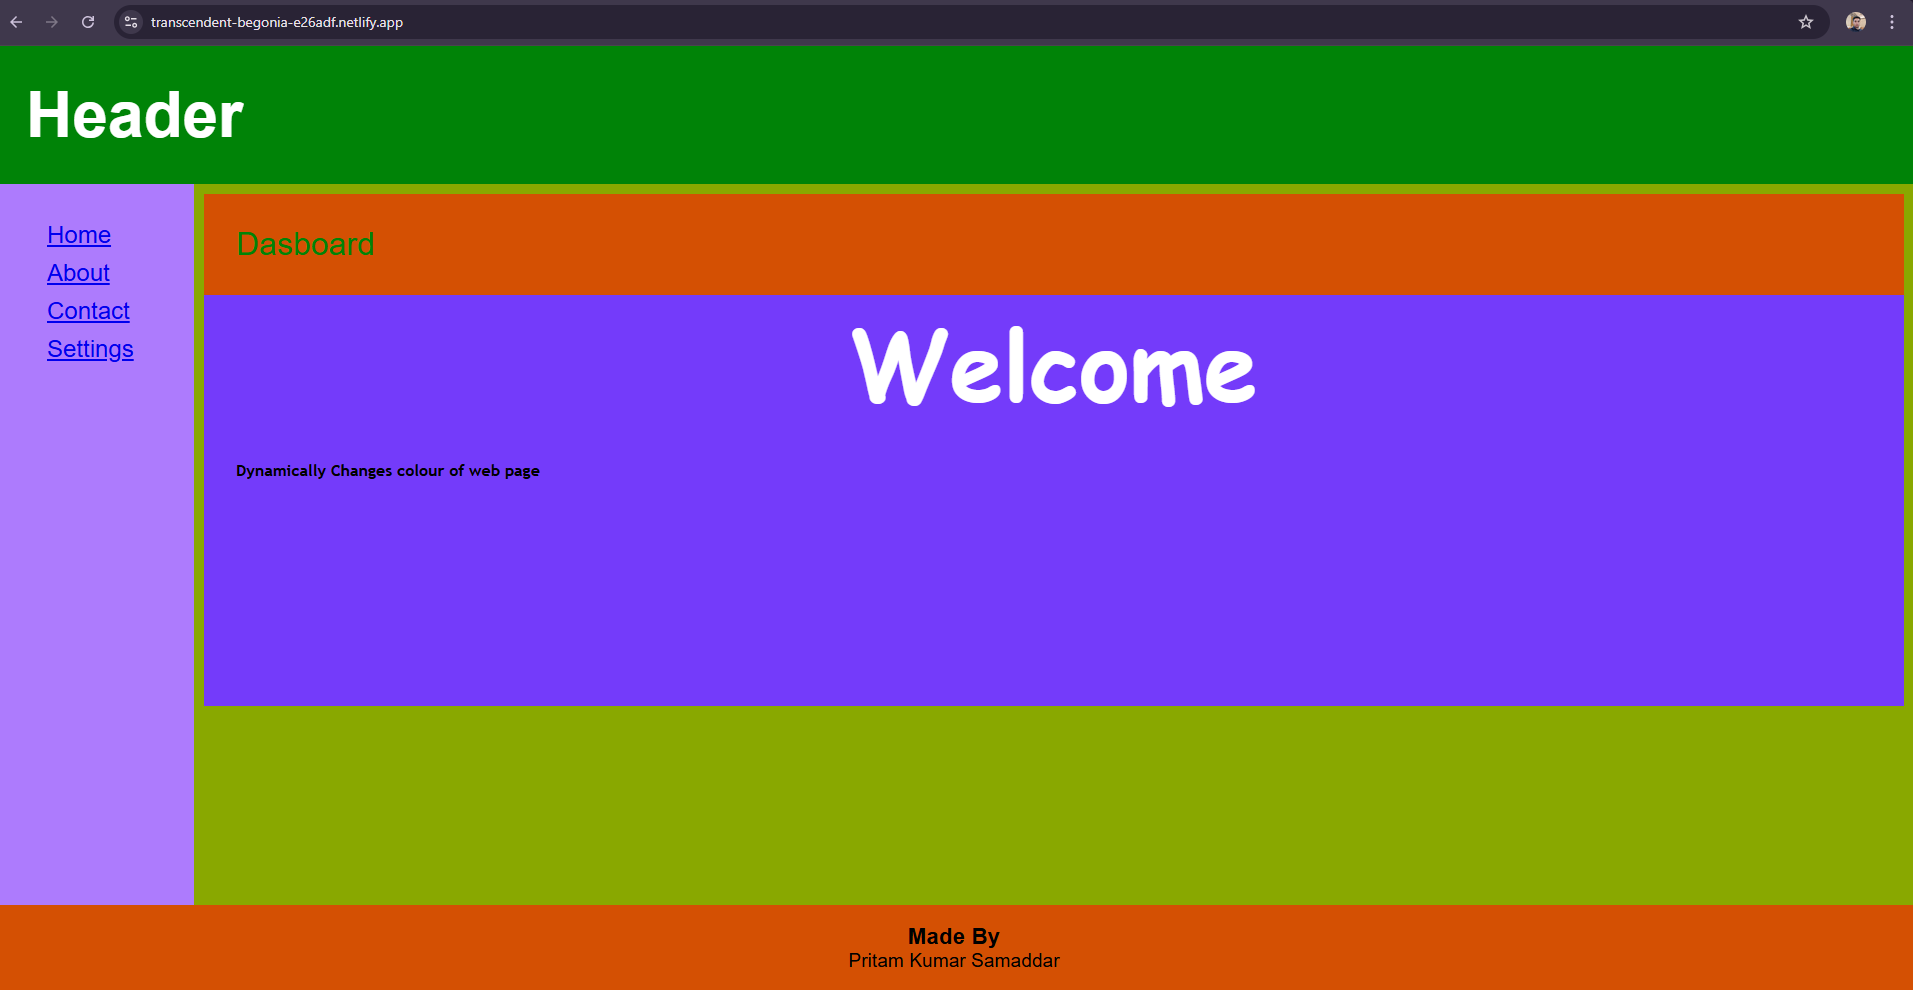 transcendent-begonia-e26adf.netlify.app
Header
Home
About
Contact
Settings
Dasboard
Welcome
Dynamically Changes colour of web page
Made By
Pritam Kumar Samaddar